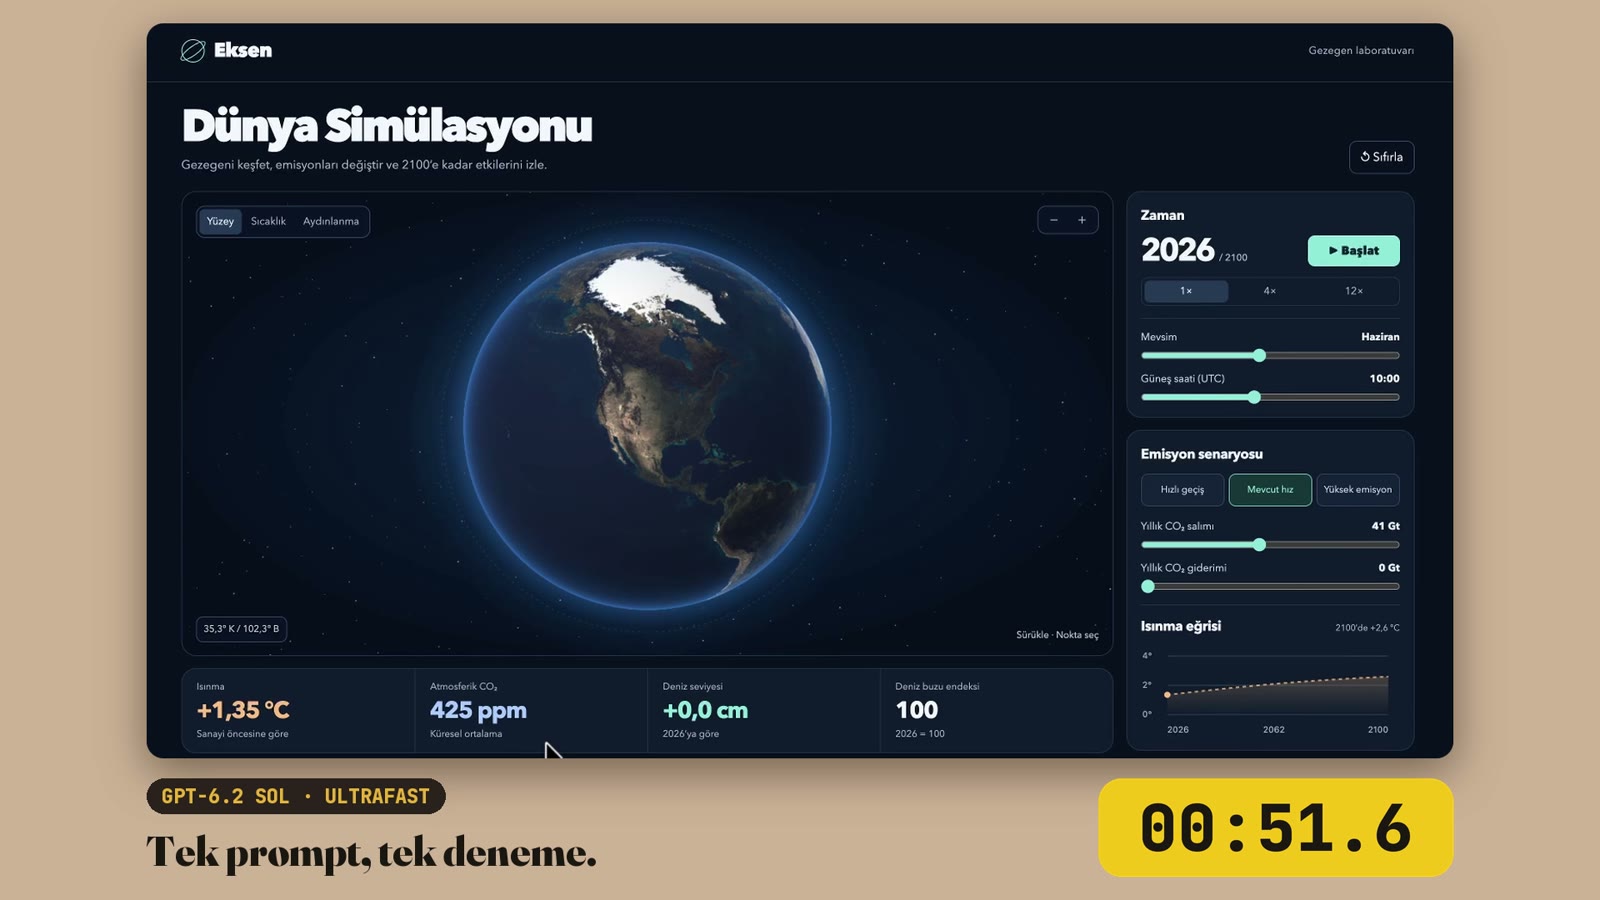 Eksen
Gezegen laboratuvarı
Dünya Simülasyonu
Gezegeni keşfet, emisyonları değiştir ve 2100'e kadar etkilerini izle.
↺ Sıfırla
Yüzey Sıcaklık Aydınlanma
− +
35,3° K / 102,3° B
Sürükle · Nokta seç
Isınma
+1,35 °C
Sanayi öncesine göre
Atmosferik CO₂
425 ppm
Küresel ortalama
Deniz seviyesi
+0,0 cm
2026'ya göre
Deniz buzu endeksi
100
2026 = 100
Zaman
2026 / 2100
▶ Başlat
1× 4× 12×
Mevsim Haziran
Güneş saati (UTC) 10:00
Emisyon senaryosu
Hızlı geçiş Mevcut hız Yüksek emisyon
Yıllık CO₂ salımı 41 Gt
Yıllık CO₂ giderimi 0 Gt
Isınma eğrisi 2100'de +2,6 °C
4°
2°
0°
2026 2062 2100
GPT-6.2 SOL · ULTRAFAST
Tek prompt, tek deneme.
00:51.6